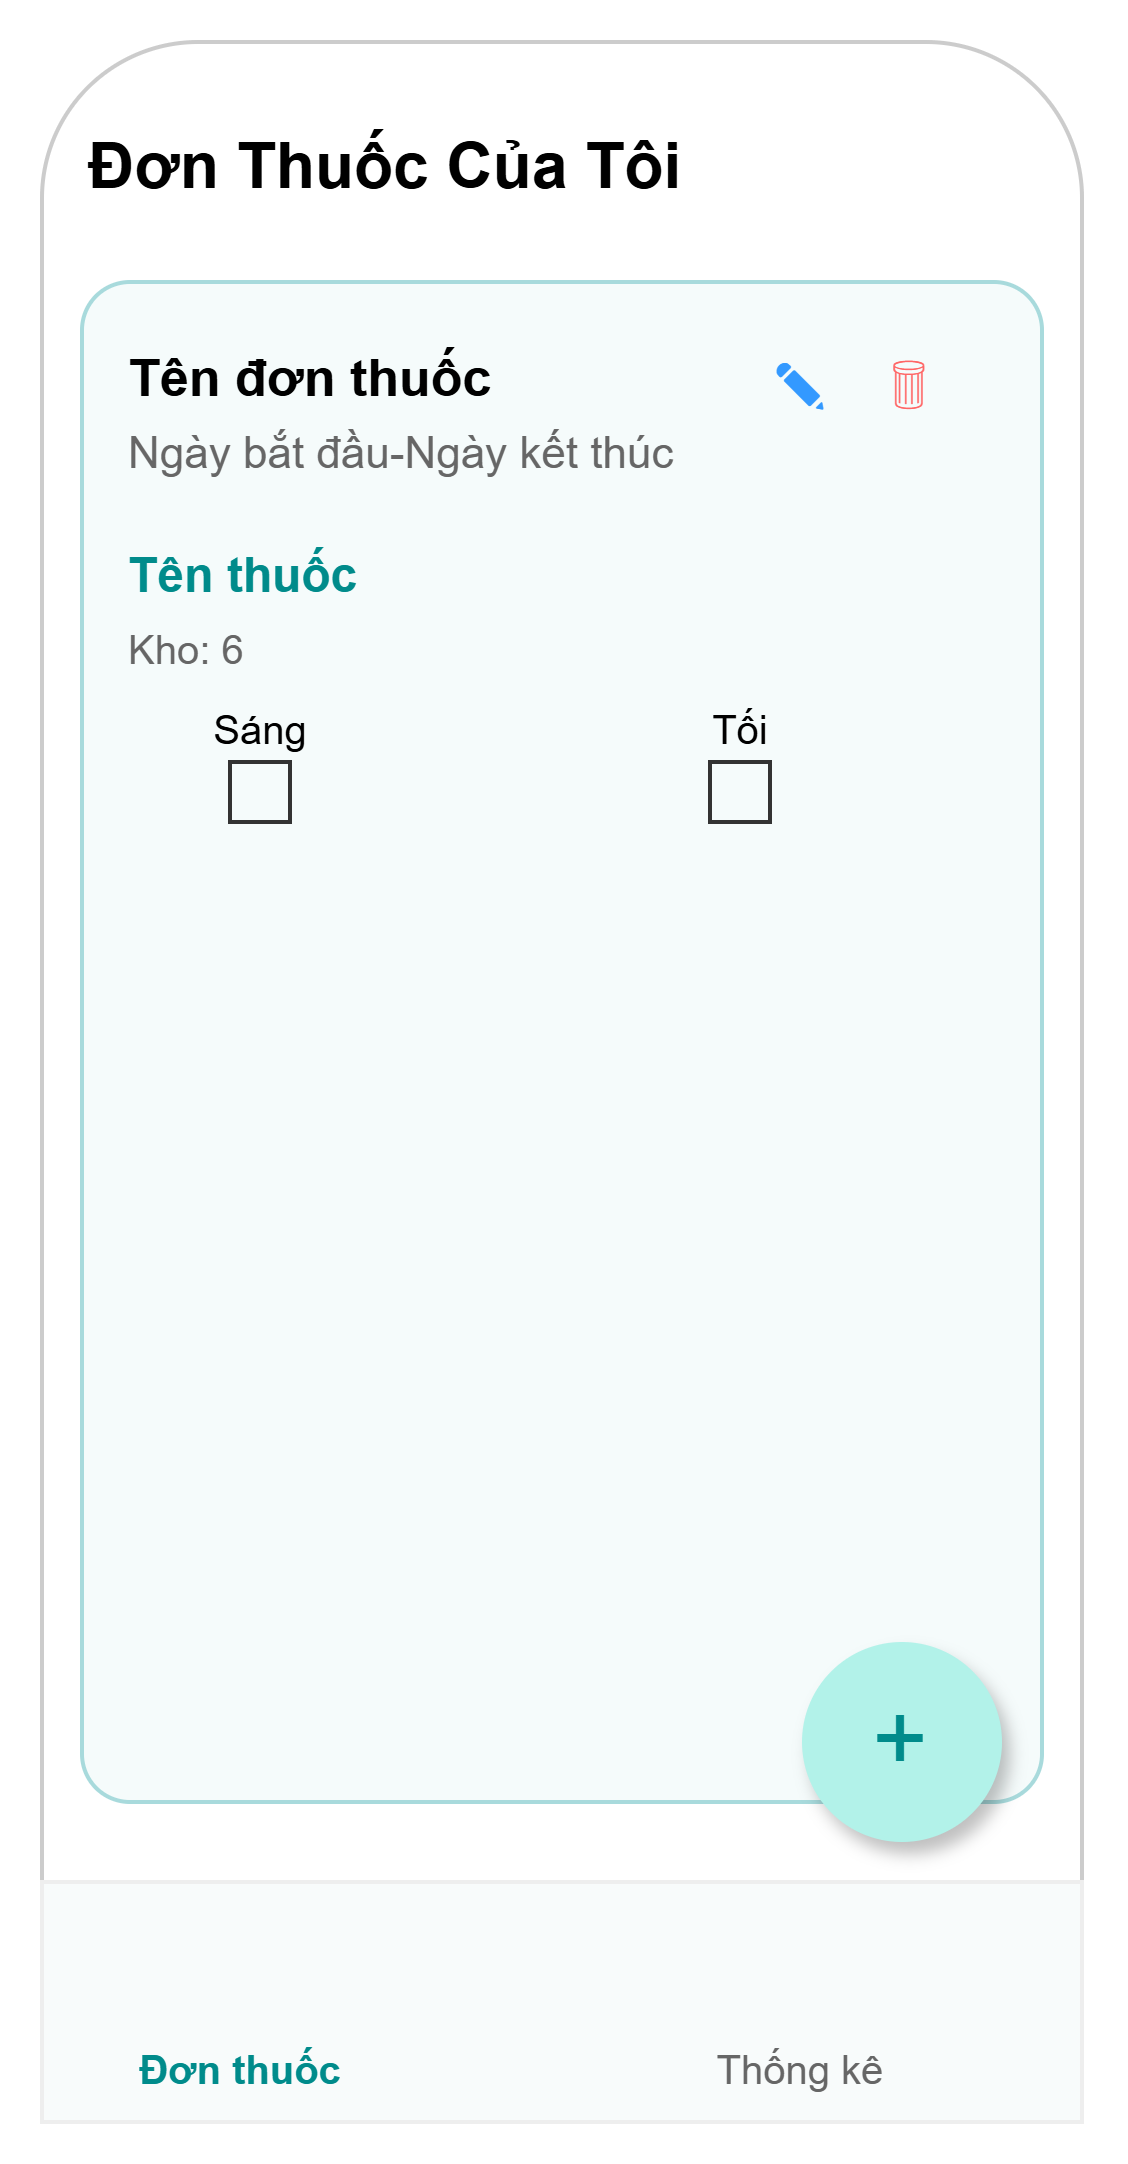 Đơn Thuốc Của Tôi
Tên đơn thuốc
Ngày bắt đầu-Ngày kết thúc
Tên thuốc
Kho: 6
Sáng
Tối
+
Đơn thuốc
Thống kê